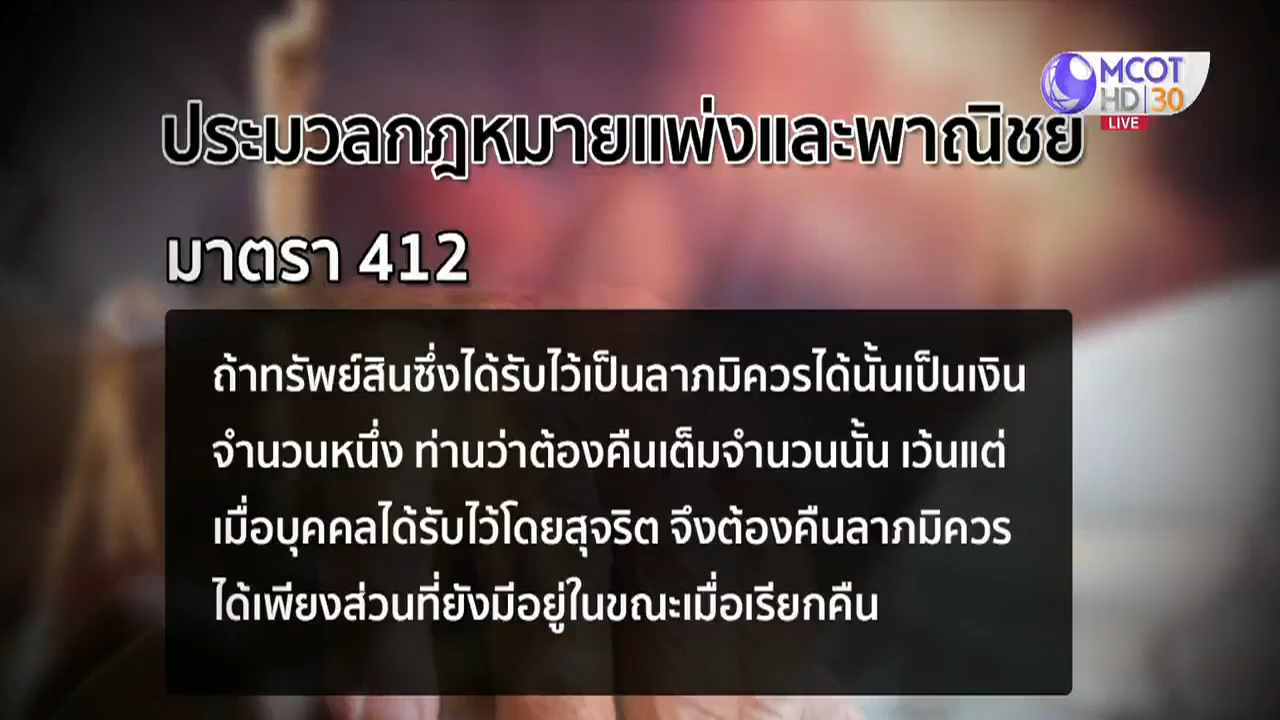 MCOT
HD 30
LIVE
ประมวลกฎหมายแพ่งและพาณิชย์
มาตรา 412
ถ้าทรัพย์สินซึ่งได้รับไว้เป็นลาภมิควรได้นั้นเป็นเงิน
จำนวนหนึ่ง ท่านว่าต้องคืนเต็มจำนวนนั้น เว้นแต่
เมื่อบุคคลได้รับไว้โดยสุจริต จึงต้องคืนลาภมิควร
ได้เพียงส่วนที่ยังมีอยู่ในขณะเมื่อเรียกคืน